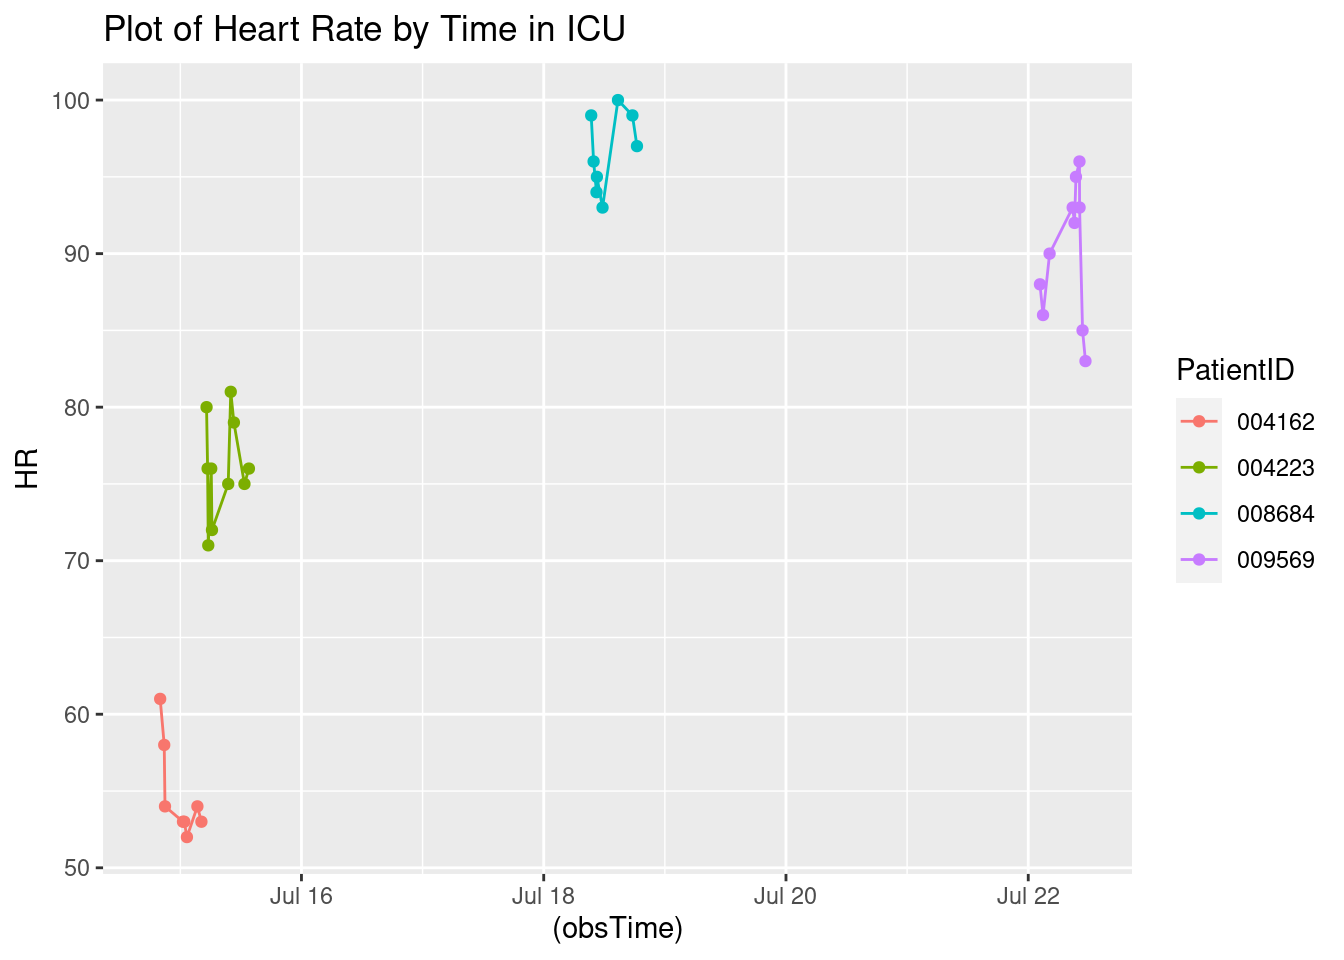 Plot of Heart Rate by Time in ICU
100
90
80
70
60
50
HR
Jul 16
Jul 18
Jul 20
Jul 22
(obsTime)
PatientID
004162
004223
008684
009569